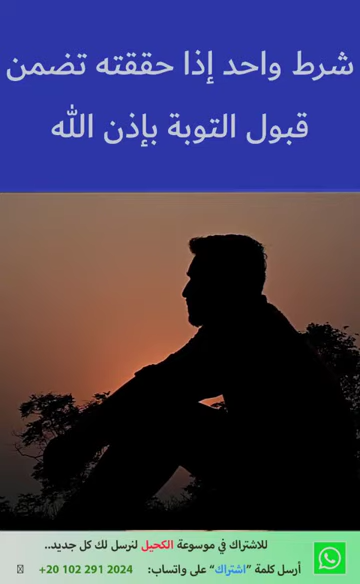 شرط واحد إذا حققته تضمن
قبول التوبة بإذن الله
للاشتراك في موسوعة الكحيل لنرسل لك كل جديد..
أرسل كلمة "اشتراك" على واتساب: +20 102 291 2024